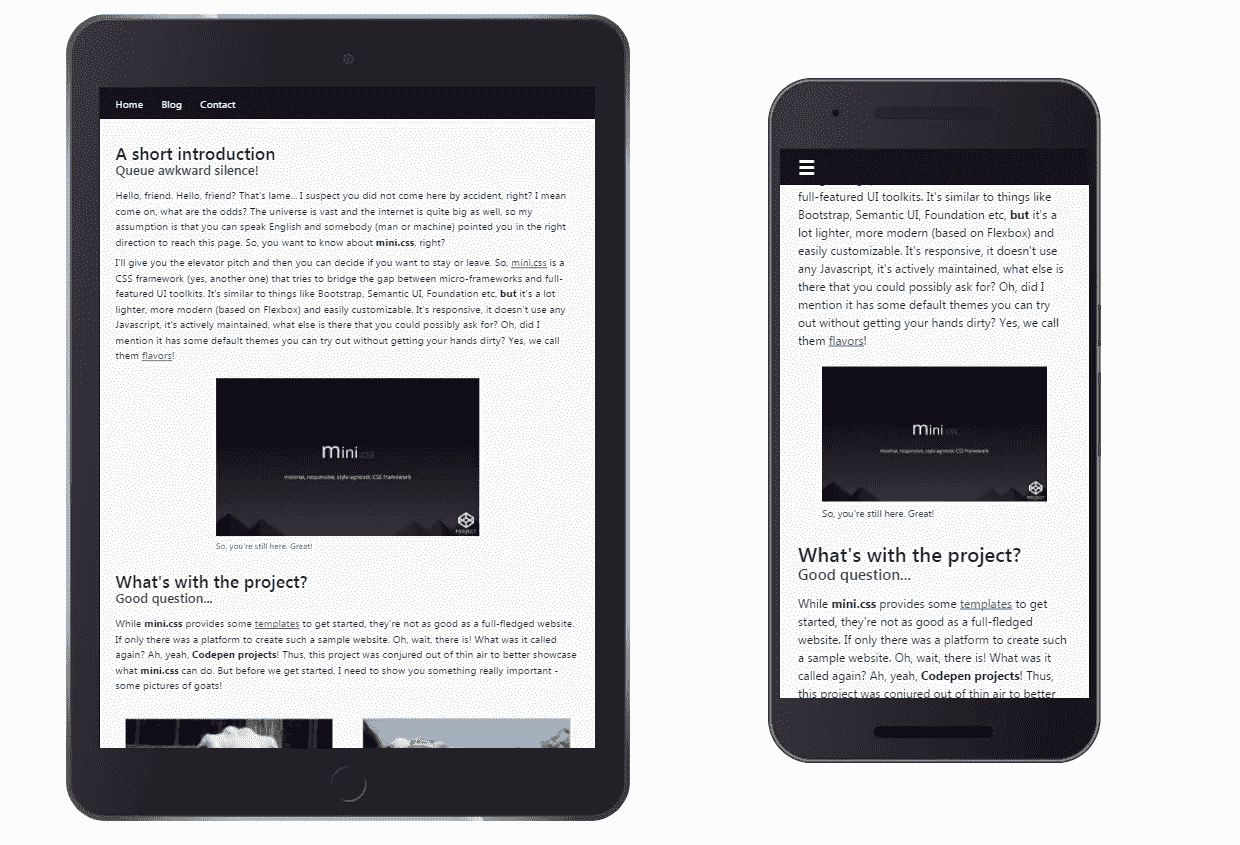 Home Blog Contact
A short introduction
Queue awkward silence!
Hello, friend. Hello, friend? That's lame... I suspect you did not come here by accident, right? I mean
come on, what are the odds? The universe is vast and the internet is quite big as well, so my
assumption is that you can speak English and somebody (man or machine) pointed you in the right
direction to reach this page. So, you want to know about mini.css, right?
I'll give you the elevator pitch and then you can decide if you want to stay or leave. So, mini.css is a
CSS framework (yes, another one) that tries to bridge the gap between micro-frameworks and full-
featured UI toolkits. It's similar to things like Bootstrap, Semantic UI, Foundation etc, but it's a lot
lighter, more modern (based on Flexbox) and easily customizable. It's responsive, it doesn't use any
Javascript, it's actively maintained, what else is there that you could possibly ask for? Oh, did I
mention it has some default themes you can try out without getting your hands dirty? Yes, we call
them flavors!
mini.css
minimal, responsive, style-agnostic CSS framework
PROJECT
So, you're still here. Great!
What's with the project?
Good question...
While mini.css provides some templates to get started, they're not as good as a full-fledged website.
If only there was a platform to create such a sample website. Oh, wait, there is! What was it called
again? Ah, yeah, Codepen projects! Thus, this project was conjured out of thin air to better showcase
what mini.css can do. But before we get started, I need to show you something really important -
some pictures of goats!
full-featured UI toolkits. It's similar to things like
Bootstrap, Semantic UI, Foundation etc, but it's a
lot lighter, more modern (based on Flexbox) and
easily customizable. It's responsive, it doesn't use
any Javascript, it's actively maintained, what else is
there that you could possibly ask for? Oh, did I
mention it has some default themes you can try
out without getting your hands dirty? Yes, we call
them flavors!
mini.css
minimal, responsive, style-agnostic CSS framework
PROJECT
So, you're still here. Great!
What's with the project?
Good question...
While mini.css provides some templates to get
started, they're not as good as a full-fledged
website. If only there was a platform to create such
a sample website. Oh, wait, there is! What was it
called again? Ah, yeah, Codepen projects! Thus,
this project was conjured out of thin air to better